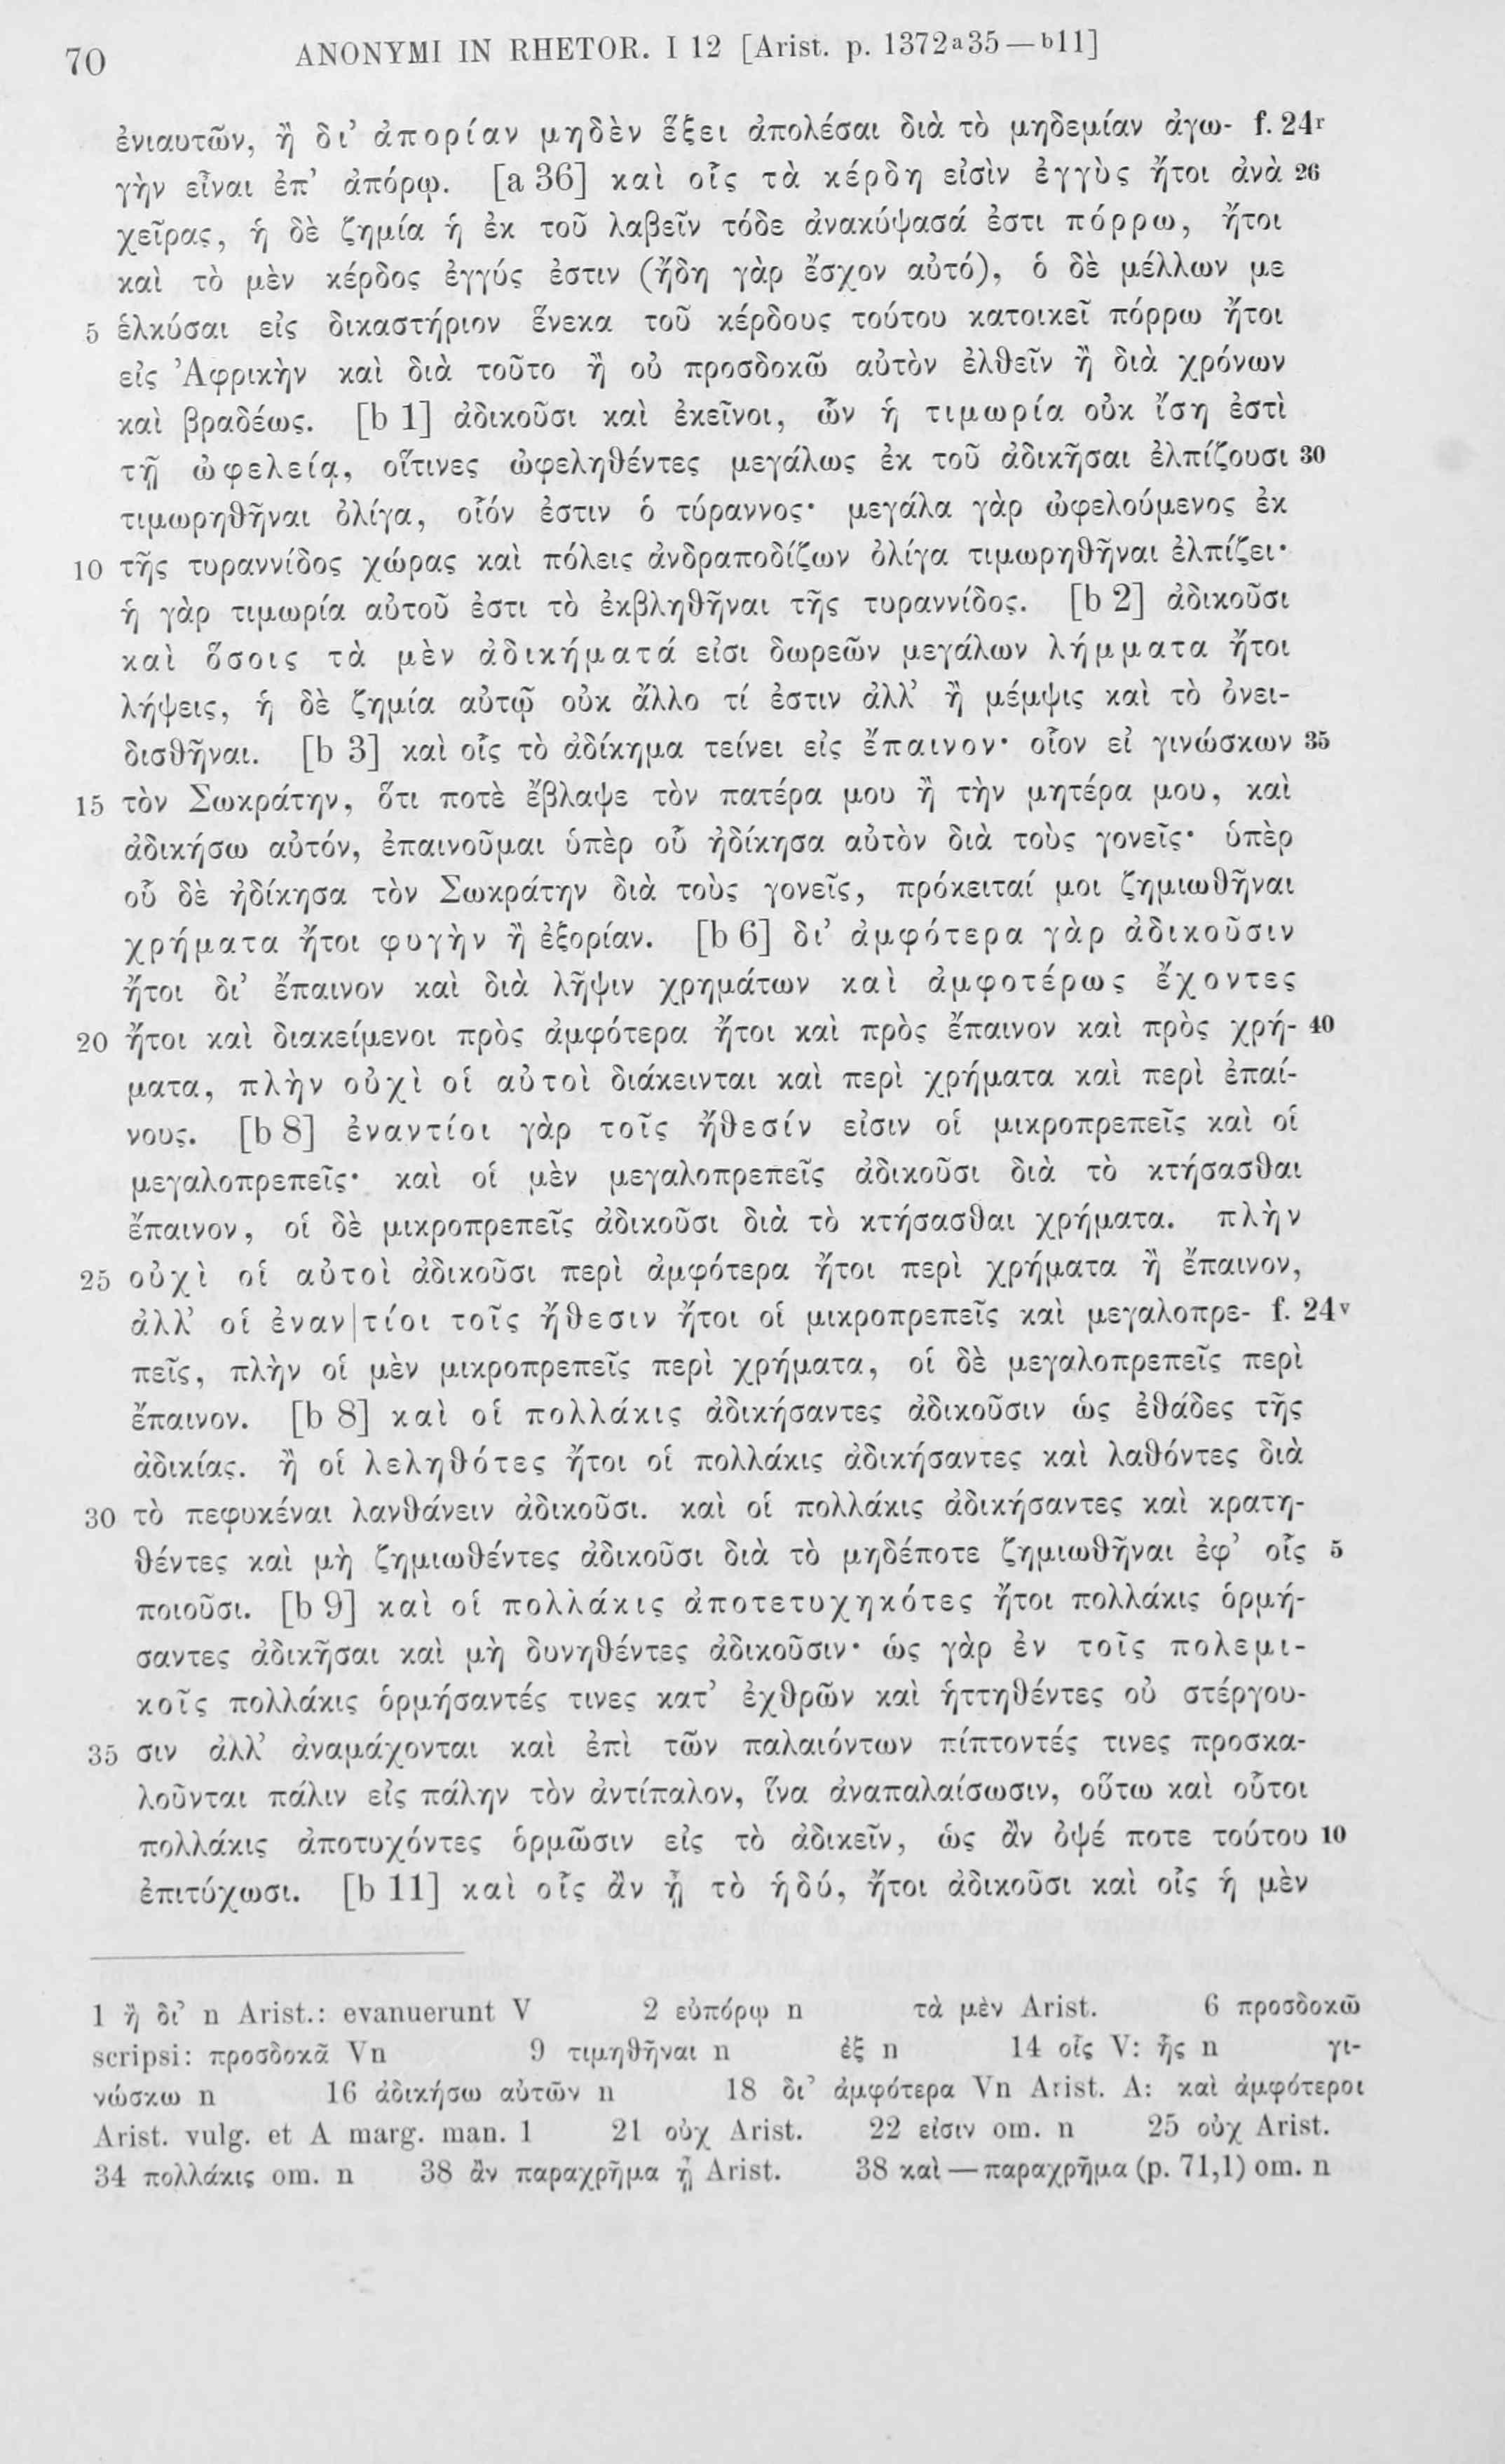 70 ANONYMI IN RHETOR. I 12 [Arist. p. 1372a35—b11]
ἐνιαυτῶν, ἢ δι’ ἀπορίαν μηδὲν ἕξει ἀπολέσαι διὰ τὸ μηδεμίαν ἀγω- f. 24r
γὴν εἶναι ἐπ’ ἀπόρῳ. [a 36] καὶ οἷς τὰ κέρδη εἰσὶν ἐγγὺς ἤτοι ἀνὰ 26
χεῖρας, ἡ δὲ ζημία ἡ ἐκ τοῦ λαβεῖν τόδε ἀνακύψασά ἐστι πόρρω, ἤτοι
καὶ τὸ μὲν κέρδος ἐγγύς ἐστιν (ἤδη γὰρ ἔσχον αὐτό), ὁ δὲ μέλλων με
5 ἑλκύσαι εἰς δικαστήριον ἕνεκα τοῦ κέρδους τούτου κατοικεῖ πόρρω ἤτοι
εἰς Ἀφρικὴν καὶ διὰ τοῦτο ἢ οὐ προσδοκῶ αὐτὸν ἐλθεῖν ἢ διὰ χρόνων
καὶ βραδέως. [b 1] ἀδικοῦσι καὶ ἐκεῖνοι, ὧν ἡ τιμωρία οὐκ ἴση ἐστὶ
τῇ ὠφελείᾳ, οἵτινες ὠφεληθέντες μεγάλως ἐκ τοῦ ἀδικῆσαι ἐλπίζουσι 30
τιμωρηθῆναι ὀλίγα, οἷόν ἐστιν ὁ τύραννος· μεγάλα γὰρ ὠφελούμενος ἐκ
10 τῆς τυραννίδος χώρας καὶ πόλεις ἀνδραποδίζων ὀλίγα τιμωρηθῆναι ἐλπίζει·
ἡ γὰρ τιμωρία αὐτοῦ ἐστι τὸ ἐκβληθῆναι τῆς τυραννίδος. [b 2] ἀδικοῦσι
καὶ ὅσοις τὰ μὲν ἀδικήματά εἰσι δωρεῶν μεγάλων λήμματα ἤτοι
λήψεις, ἡ δὲ ζημία αὐτῷ οὐκ ἄλλο τί ἐστιν ἀλλ’ ἢ μέμψις καὶ τὸ ὀνει-
δισθῆναι. [b 3] καὶ οἷς τὸ ἀδίκημα τείνει εἰς ἔπαινον· οἷον εἰ γινώσκων 35
15 τὸν Σωκράτην, ὅτι ποτὲ ἔβλαψε τὸν πατέρα μου ἢ τὴν μητέρα μου, καὶ
ἀδικήσω αὐτόν, ἐπαινοῦμαι ὑπὲρ οὗ ἠδίκησα αὐτὸν διὰ τοὺς γονεῖς· ὑπὲρ
οὗ δὲ ἠδίκησα τὸν Σωκράτην διὰ τοὺς γονεῖς, πρόκειταί μοι ζημιωθῆναι
χρήματα ἤτοι φυγὴν ἢ ἐξορίαν. [b 6] δι’ ἀμφότερα γὰρ ἀδικοῦσιν
ἤτοι δι’ ἔπαινον καὶ διὰ λῆψιν χρημάτων καὶ ἀμφοτέρως ἔχοντες
20 ἤτοι καὶ διακείμενοι πρὸς ἀμφότερα ἤτοι καὶ πρὸς ἔπαινον καὶ πρὸς χρή- 40
ματα, πλὴν οὐχὶ οἱ αὐτοὶ διάκεινται καὶ περὶ χρήματα καὶ περὶ ἐπαί-
νους. [b 8] ἐναντίοι γὰρ τοῖς ἤθεσίν εἰσιν οἱ μικροπρεπεῖς καὶ οἱ
μεγαλοπρεπεῖς· καὶ οἱ μὲν μεγαλοπρεπεῖς ἀδικοῦσι διὰ τὸ κτήσασθαι
ἔπαινον, οἱ δὲ μικροπρεπεῖς ἀδικοῦσι διὰ τὸ κτήσασθαι χρήματα. πλὴν
25 οὐχὶ οἱ αὐτοὶ ἀδικοῦσι περὶ ἀμφότερα ἤτοι περὶ χρήματα ἢ ἔπαινον,
ἀλλ’ οἱ ἐναν|τίοι τοῖς ἤθεσιν ἤτοι οἱ μικροπρεπεῖς καὶ μεγαλοπρε- f. 24v
πεῖς, πλὴν οἱ μὲν μικροπρεπεῖς περὶ χρήματα, οἱ δὲ μεγαλοπρεπεῖς περὶ
ἔπαινον. [b 8] καὶ οἱ πολλάκις ἀδικήσαντες ἀδικοῦσιν ὡς ἐθάδες τῆς
ἀδικίας. ἢ οἱ λεληθότες ἤτοι οἱ πολλάκις ἀδικήσαντες καὶ λαθόντες διὰ
30 τὸ πεφυκέναι λανθάνειν ἀδικοῦσι. καὶ οἱ πολλάκις ἀδικήσαντες καὶ κρατη-
θέντες καὶ μὴ ζημιωθέντες ἀδικοῦσι διὰ τὸ μηδέποτε ζημιωθῆναι ἐφ’ οἷς 5
ποιοῦσι. [b 9] καὶ οἱ πολλάκις ἀποτετυχηκότες ἤτοι πολλάκις ὁρμή-
σαντες ἀδικῆσαι καὶ μὴ δυνηθέντες ἀδικοῦσιν· ὡς γὰρ ἐν τοῖς πολεμι-
κοῖς πολλάκις ὁρμήσαντές τινες κατ’ ἐχθρῶν καὶ ἡττηθέντες οὐ στέργου-
35 σιν ἀλλ’ ἀναμάχονται καὶ ἐπὶ τῶν παλαιόντων πίπτοντές τινες προσκα-
λοῦνται πάλιν εἰς πάλην τὸν ἀντίπαλον, ἵνα ἀναπαλαίσωσιν, οὕτω καὶ οὗτοι
πολλάκις ἀποτυχόντες ὁρμῶσιν εἰς τὸ ἀδικεῖν, ὡς ἂν ὀψέ ποτε τούτου 10
ἐπιτύχωσι. [b 11] καὶ οἷς ἂν ᾖ τὸ ἡδύ, ἤτοι ἀδικοῦσι καὶ οἷς ἡ μὲν
1 ἢ δι’ n Arist.: evanuerunt V 2 εὐπόρῳ n τὰ μὲν Arist. 6 προσδοκῶ
scripsi: προσδοκᾶ Vn 9 τιμηθῆναι n ἐξ n 14 οἷς V: ἧς n γι-
νώσκω n 16 ἀδικήσω αὐτῶν n 18 δι’ ἀμφότερα Vn Arist. A: καὶ ἀμφότεροι
Arist. vulg. et A marg. man. 1 21 οὐχ Arist. 22 εἰσιν om. n 25 οὐχ Arist.
34 πολλάκις om. n 38 ἂν παραχρῆμα ᾖ Arist. 38 καὶ — παραχρῆμα (p. 71,1) om. n